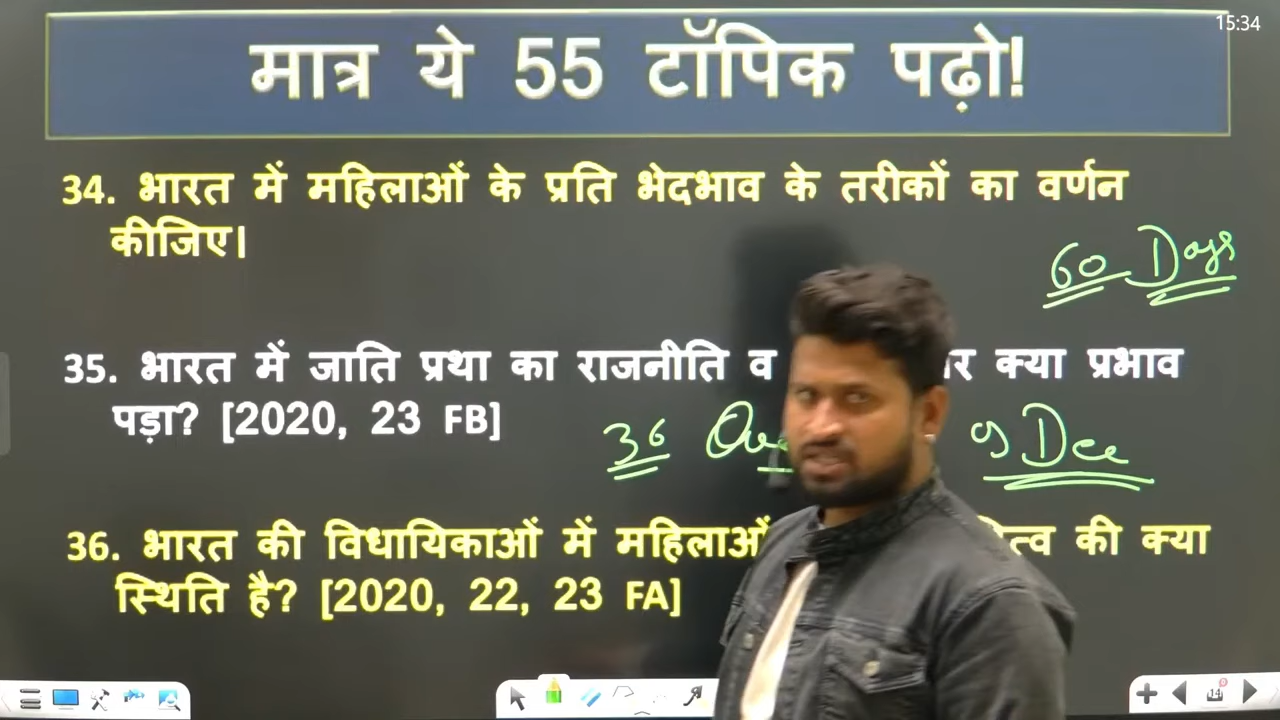 15:34
मात्र ये 55 टॉपिक पढ़ो!
34. भारत में महिलाओं के प्रति भेदभाव के तरीकों का वर्णन
कीजिए।
60 Days
35. भारत में जाति प्रथा का राजनीति व क्या प्रभाव
पड़ा? [2020, 23 FB]
36 Dec
36. भारत की विधायिकाओं में महिलाओं की क्या
स्थिति है? [2020, 22, 23 FA]
14